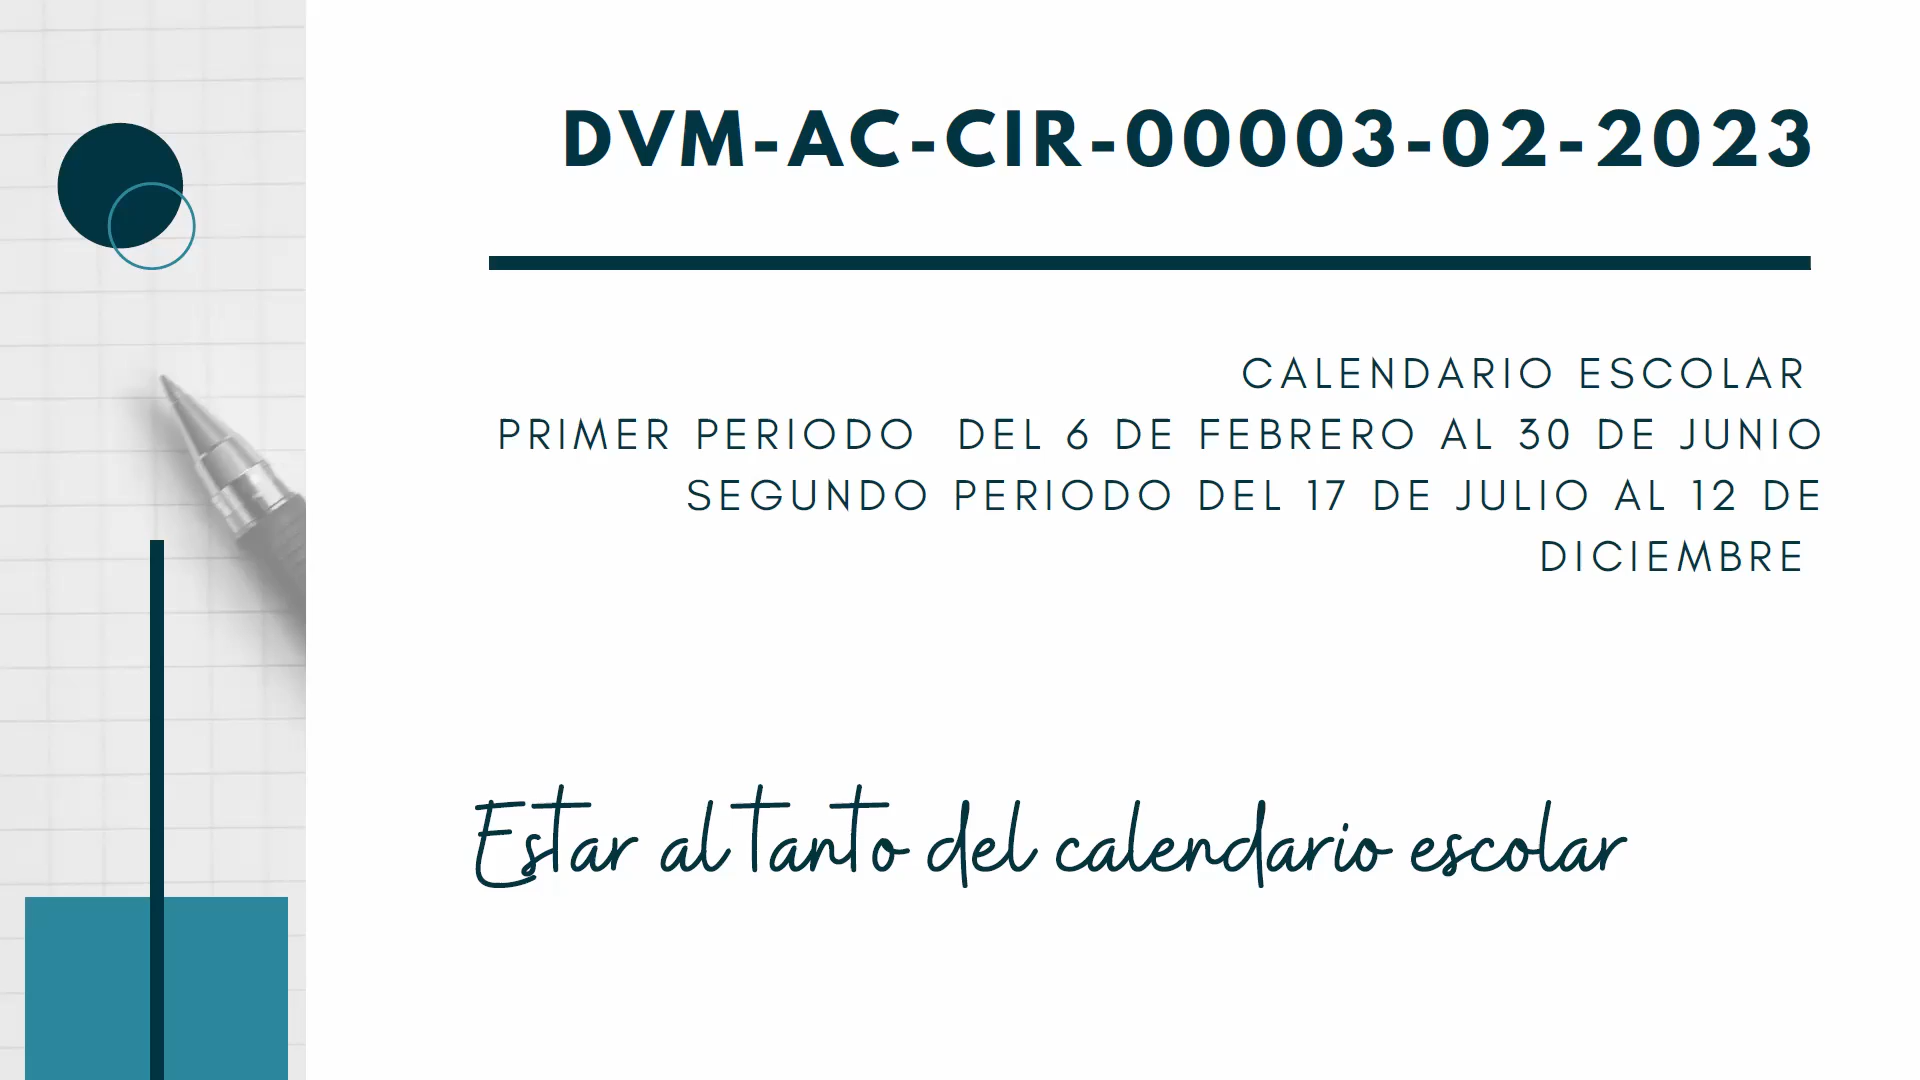 DVM-AC-CIR-00003-02-2023
CALENDARIO ESCOLAR
PRIMER PERIODO DEL 6 DE FEBRERO AL 30 DE JUNIO
SEGUNDO PERIODO DEL 17 DE JULIO AL 12 DE
DICIEMBRE
Estar al tanto del calendario escolar